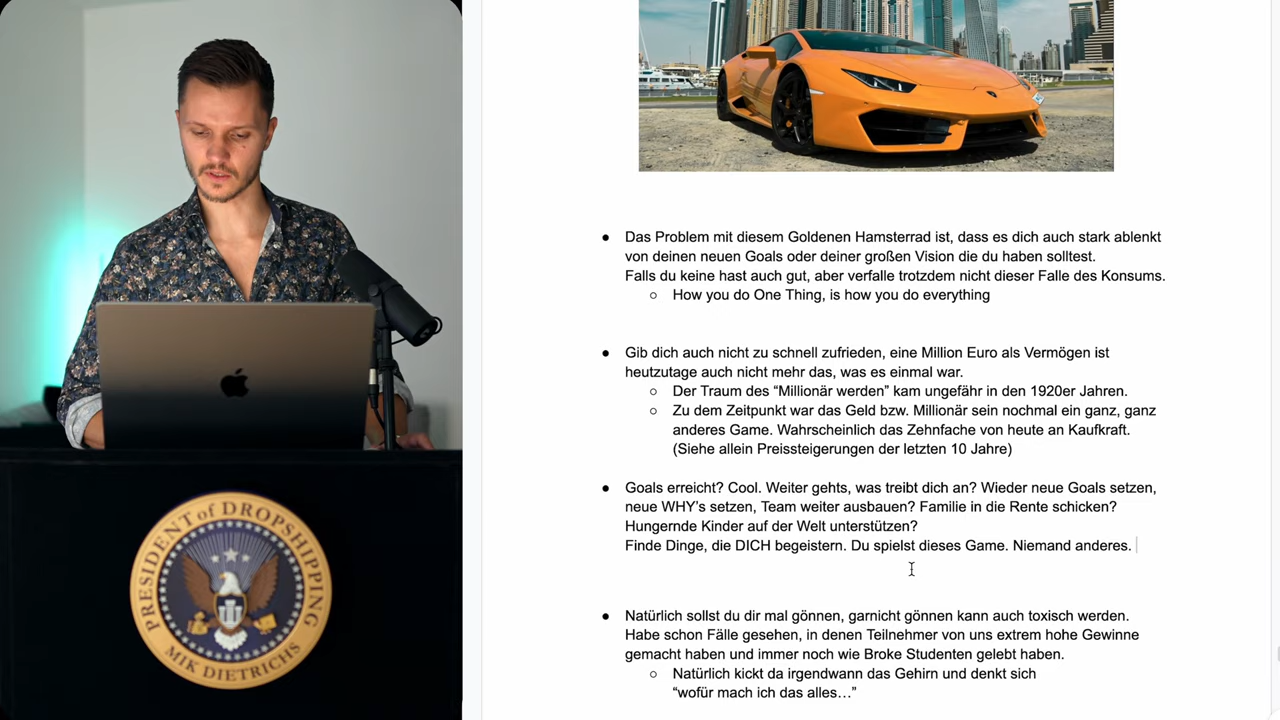 PRESIDENT of DROPSHIPPING
MIK DIETRICHS
● Das Problem mit diesem Goldenen Hamsterrad ist, dass es dich auch stark ablenkt
von deinen neuen Goals oder deiner großen Vision die du haben solltest.
Falls du keine hast auch gut, aber verfalle trotzdem nicht dieser Falle des Konsums.
○ How you do One Thing, is how you do everything
● Gib dich auch nicht zu schnell zufrieden, eine Million Euro als Vermögen ist
heutzutage auch nicht mehr das, was es einmal war.
○ Der Traum des “Millionär werden” kam ungefähr in den 1920er Jahren.
○ Zu dem Zeitpunkt war das Geld bzw. Millionär sein nochmal ein ganz, ganz
anderes Game. Wahrscheinlich das Zehnfache von heute an Kaufkraft.
(Siehe allein Preissteigerungen der letzten 10 Jahre)
● Goals erreicht? Cool. Weiter gehts, was treibt dich an? Wieder neue Goals setzen,
neue WHY’s setzen, Team weiter ausbauen? Familie in die Rente schicken?
Hungernde Kinder auf der Welt unterstützen?
Finde Dinge, die DICH begeistern. Du spielst dieses Game. Niemand anderes.
● Natürlich sollst du dir mal gönnen, garnicht gönnen kann auch toxisch werden.
Habe schon Fälle gesehen, in denen Teilnehmer von uns extrem hohe Gewinne
gemacht haben und immer noch wie Broke Studenten gelebt haben.
○ Natürlich kickt da irgendwann das Gehirn und denkt sich
“wofür mach ich das alles…”